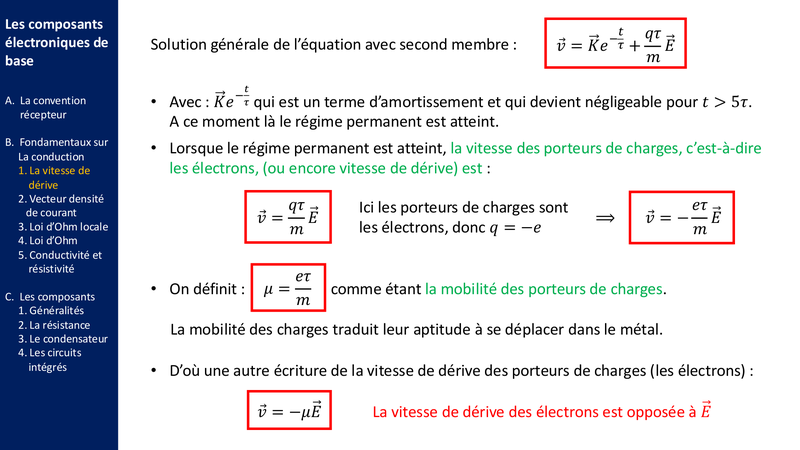 Les composants
électroniques de
base
A. La convention
récepteur
B. Fondamentaux sur
La conduction
1. La vitesse de
dérive
2. Vecteur densité
de courant
3. Loi d’Ohm locale
4. Loi d’Ohm
5. Conductivité et
résistivité
C. Les composants
1. Généralités
2. La résistance
3. Le condensateur
4. Les circuits
intégrés
Solution générale de l’équation avec second membre : $\vec{v} = \vec{K}e^{-\frac{t}{\tau}} + \frac{q\tau}{m}\vec{E}$
• Avec : $\vec{K}e^{-\frac{t}{\tau}}$ qui est un terme d’amortissement et qui devient négligeable pour $t > 5\tau$.
A ce moment là le régime permanent est atteint.
• Lorsque le régime permanent est atteint, la vitesse des porteurs de charges, c’est-à-dire
les électrons, (ou encore vitesse de dérive) est :
$\vec{v} = \frac{q\tau}{m}\vec{E}$
Ici les porteurs de charges sont
les électrons, donc $q = -e$
$\Longrightarrow$ $\vec{v} = -\frac{e\tau}{m}\vec{E}$
• On définit : $\mu = \frac{e\tau}{m}$ comme étant la mobilité des porteurs de charges.
La mobilité des charges traduit leur aptitude à se déplacer dans le métal.
• D’où une autre écriture de la vitesse de dérive des porteurs de charges (les électrons) :
$\vec{v} = -\mu\vec{E}$ La vitesse de dérive des électrons est opposée à $\vec{E}$